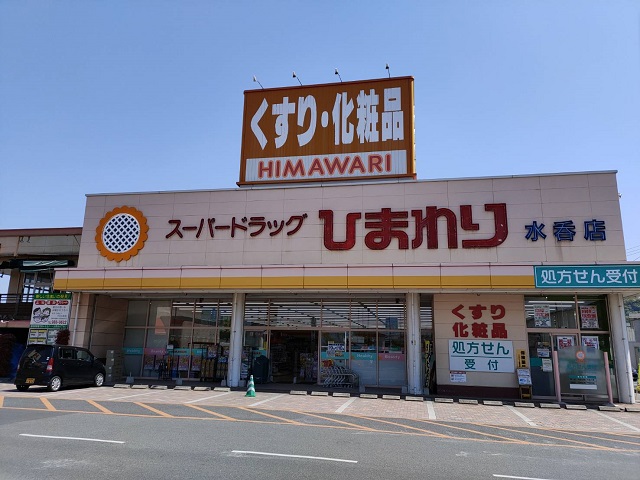 くすり・化粧品
HIMAWARI
スーパードラッグ ひまわり 水呑店
処方せん受付
くすり
化粧品
処方せん
受付